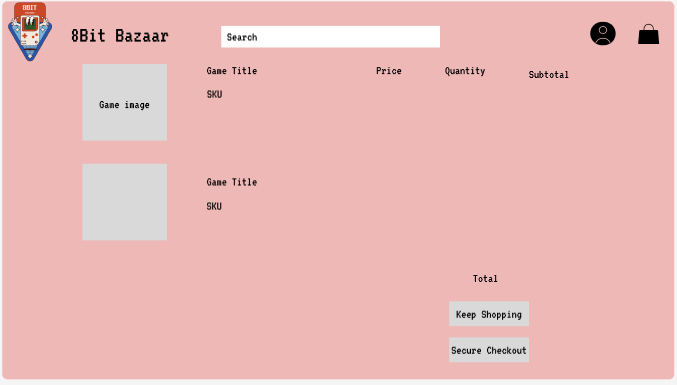 8BIT
8Bit Bazaar
Search
Game Title
Price
Quantity
Subtotal
Game image
SKU
Game Title
SKU
Total
Keep Shopping
Secure Checkout